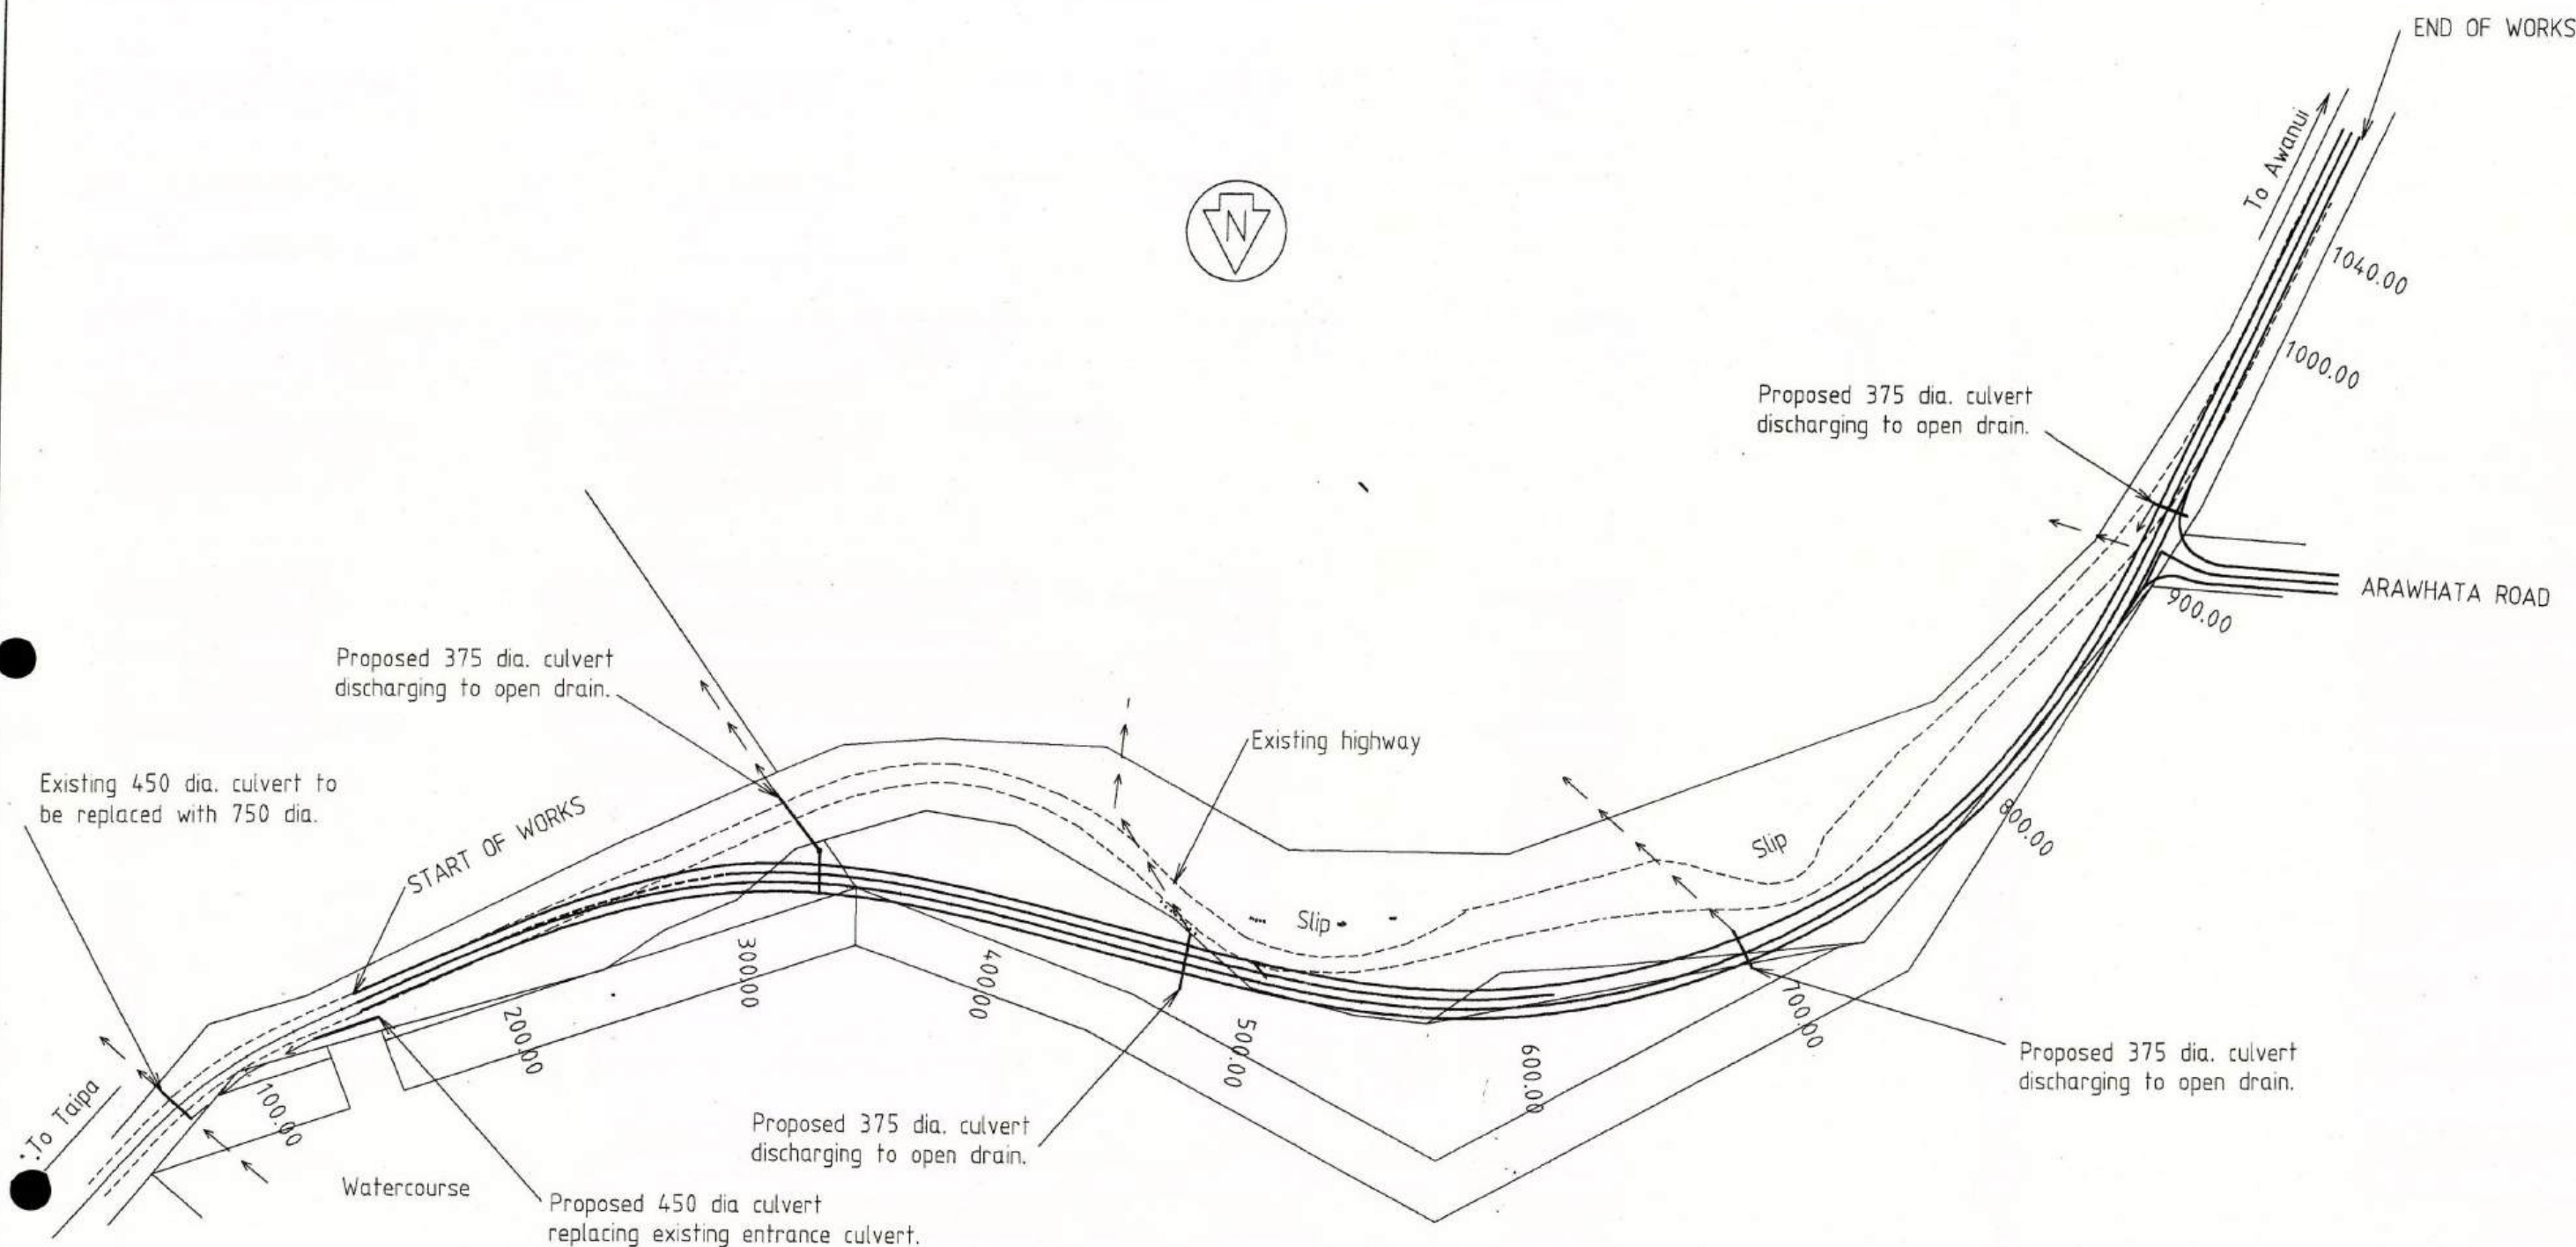 END OF WORKS
To Awanui
N
1040.00
1000.00
Proposed 375 dia. culvert
discharging to open drain.
ARAWHATA ROAD
900.00
Proposed 375 dia. culvert
discharging to open drain.
Existing highway
Existing 450 dia. culvert to
be replaced with 750 dia.
START OF WORKS
Slip
800.00
Slip
300.00
400.00
700.00
200.00
500.00
600.00
Proposed 375 dia. culvert
discharging to open drain.
To Taipa
100.00
Proposed 375 dia. culvert
discharging to open drain.
Watercourse
Proposed 450 dia culvert
replacing existing entrance culvert.